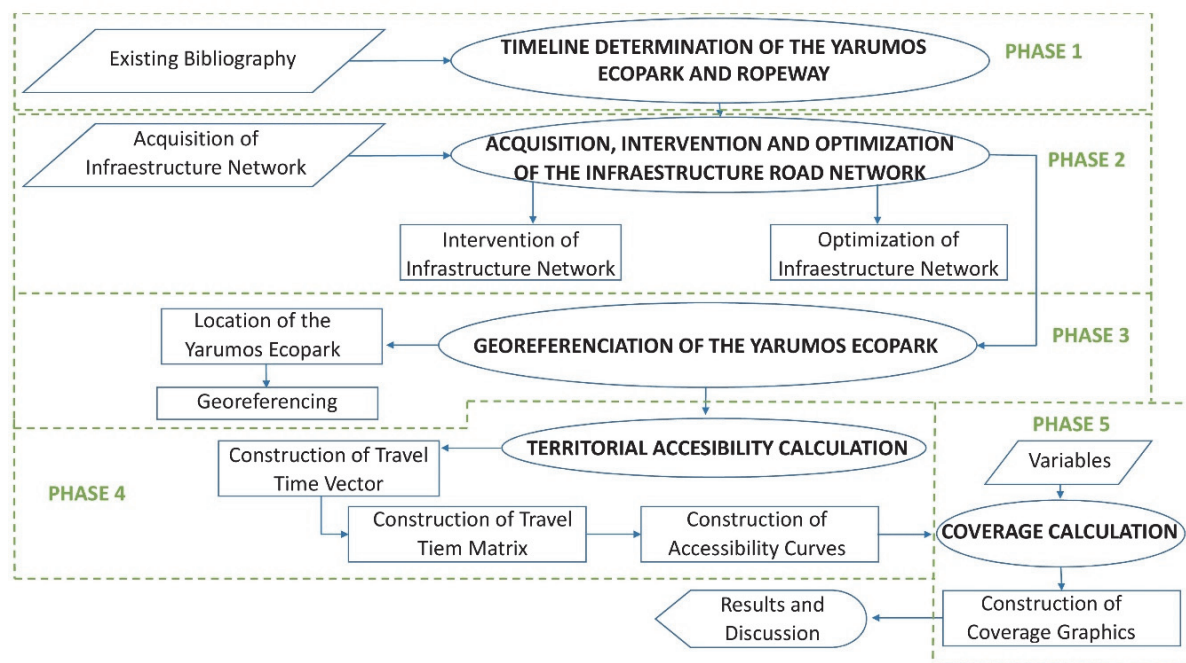 Existing Bibliography
TIMELINE DETERMINATION OF THE YARUMOS
ECOPARK AND ROPEWAY
PHASE 1
Acquisition of
Infraestructure Network
ACQUISITION, INTERVENTION AND OPTIMIZATION
OF THE INFRAESTRUCTURE ROAD NETWORK
PHASE 2
Intervention of
Infrastructure Network
Optimization of
Infraestructure Network
Location of the
Yarumos Ecopark
GEOREFERENCIATION OF THE YARUMOS ECOPARK
PHASE 3
Georeferencing
TERRITORIAL ACCESIBILITY CALCULATION
Construction of Travel
Time Vector
PHASE 4
Construction of Travel
Tiem Matrix
Construction of
Accessibility Curves
PHASE 5
Variables
COVERAGE CALCULATION
Construction of
Coverage Graphics
Results and
Discussion